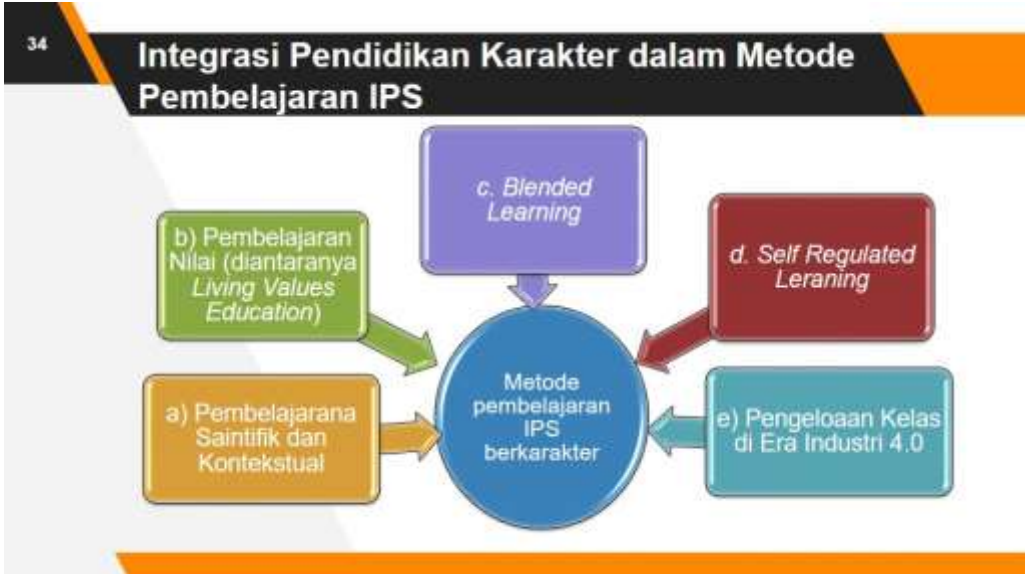 34
Integrasi Pendidikan Karakter dalam Metode
Pembelajaran IPS
c. Blended
Learning
b) Pembelajaran
Nilai (diantaranya
Living Values
Education)
d. Self Regulated
Leraning
a) Pembelajarana
Saintifik dan
Kontekstual
Metode
pembelajaran
IPS
berkarakter
e) Pengeloaan Kelas
di Era Industri 4.0